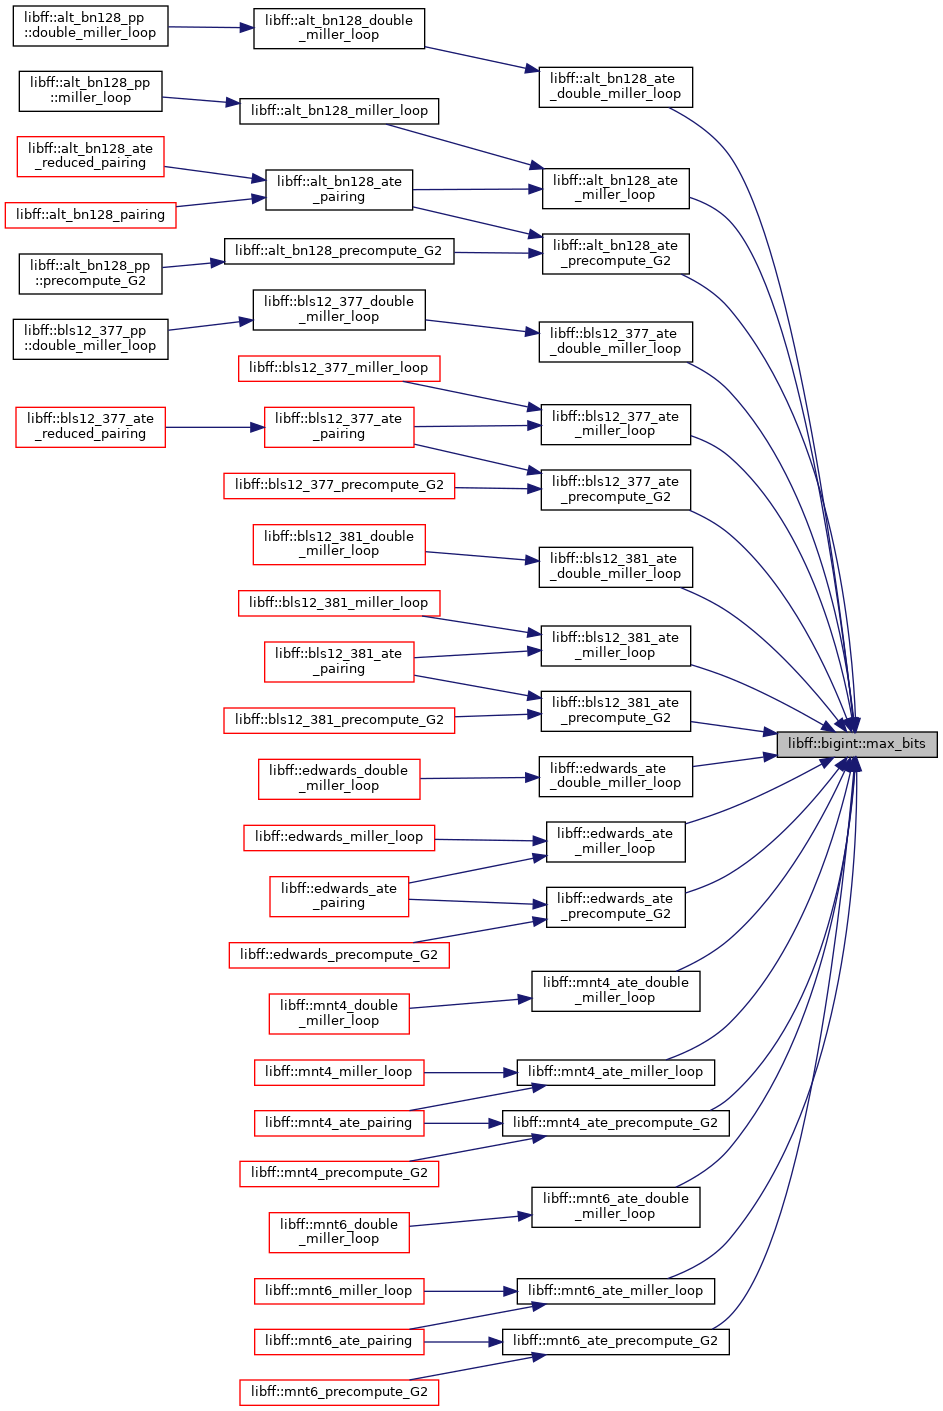 libff::alt_bn128_pp
::double_miller_loop
libff::alt_bn128_double
_miller_loop
libff::alt_bn128_ate
_double_miller_loop
libff::alt_bn128_pp
::miller_loop
libff::alt_bn128_miller_loop
libff::alt_bn128_ate
_reduced_pairing
libff::alt_bn128_ate
_pairing
libff::alt_bn128_ate
_miller_loop
libff::alt_bn128_pairing
libff::alt_bn128_precompute_G2
libff::alt_bn128_ate
_precompute_G2
libff::alt_bn128_pp
::precompute_G2
libff::bls12_377_double
_miller_loop
libff::bls12_377_pp
::double_miller_loop
libff::bls12_377_ate
_double_miller_loop
libff::bls12_377_miller_loop
libff::bls12_377_ate
_reduced_pairing
libff::bls12_377_ate
_pairing
libff::bls12_377_ate
_miller_loop
libff::bls12_377_precompute_G2
libff::bls12_377_ate
_precompute_G2
libff::bls12_381_double
_miller_loop
libff::bls12_381_ate
_double_miller_loop
libff::bls12_381_miller_loop
libff::bls12_381_ate
_miller_loop
libff::bls12_381_ate
_pairing
libff::bls12_381_precompute_G2
libff::bls12_381_ate
_precompute_G2
libff::bigint::max_bits
libff::edwards_double
_miller_loop
libff::edwards_ate
_double_miller_loop
libff::edwards_miller_loop
libff::edwards_ate
_miller_loop
libff::edwards_ate
_pairing
libff::edwards_ate
_precompute_G2
libff::edwards_precompute_G2
libff::mnt4_ate_double
_miller_loop
libff::mnt4_double
_miller_loop
libff::mnt4_miller_loop
libff::mnt4_ate_miller_loop
libff::mnt4_ate_pairing
libff::mnt4_ate_precompute_G2
libff::mnt4_precompute_G2
libff::mnt6_ate_double
_miller_loop
libff::mnt6_double
_miller_loop
libff::mnt6_miller_loop
libff::mnt6_ate_miller_loop
libff::mnt6_ate_pairing
libff::mnt6_ate_precompute_G2
libff::mnt6_precompute_G2